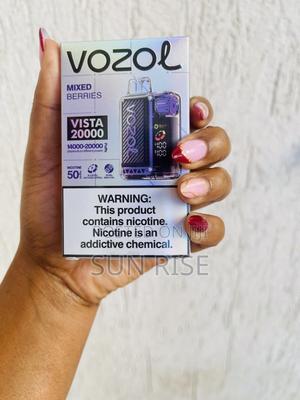 VOZOL
MIXED
BERRIES
VISTA
20000
14000-20000
NICOTINE
50
WARNING:
This product
contains nicotine.
Nicotine is an
addictive chemical.
SUN RISE